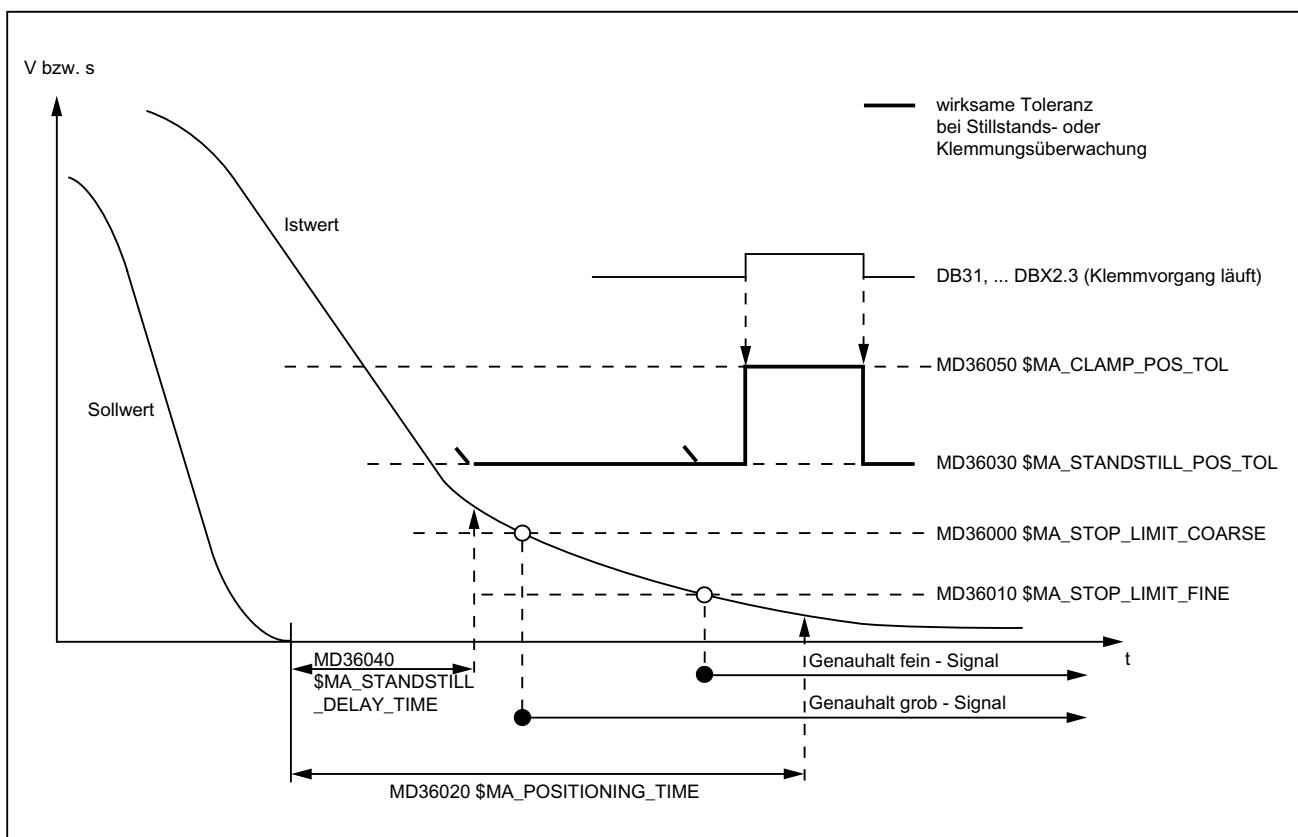 V bzw. s
wirksame Toleranz
bei Stillstands- oder
Klemmungsüberwachung
Istwert
DB31, ... DBX2.3 (Klemmvorgang läuft)
MD36050 $MA_CLAMP_POS_TOL
Sollwert
MD36030 $MA_STANDSTILL_POS_TOL
MD36000 $MA_STOP_LIMIT_COARSE
MD36010 $MA_STOP_LIMIT_FINE
t
MD36040
$MA_STANDSTILL
_DELAY_TIME
Genauhalt fein - Signal
Genauhalt grob - Signal
MD36020 $MA_POSITIONING_TIME